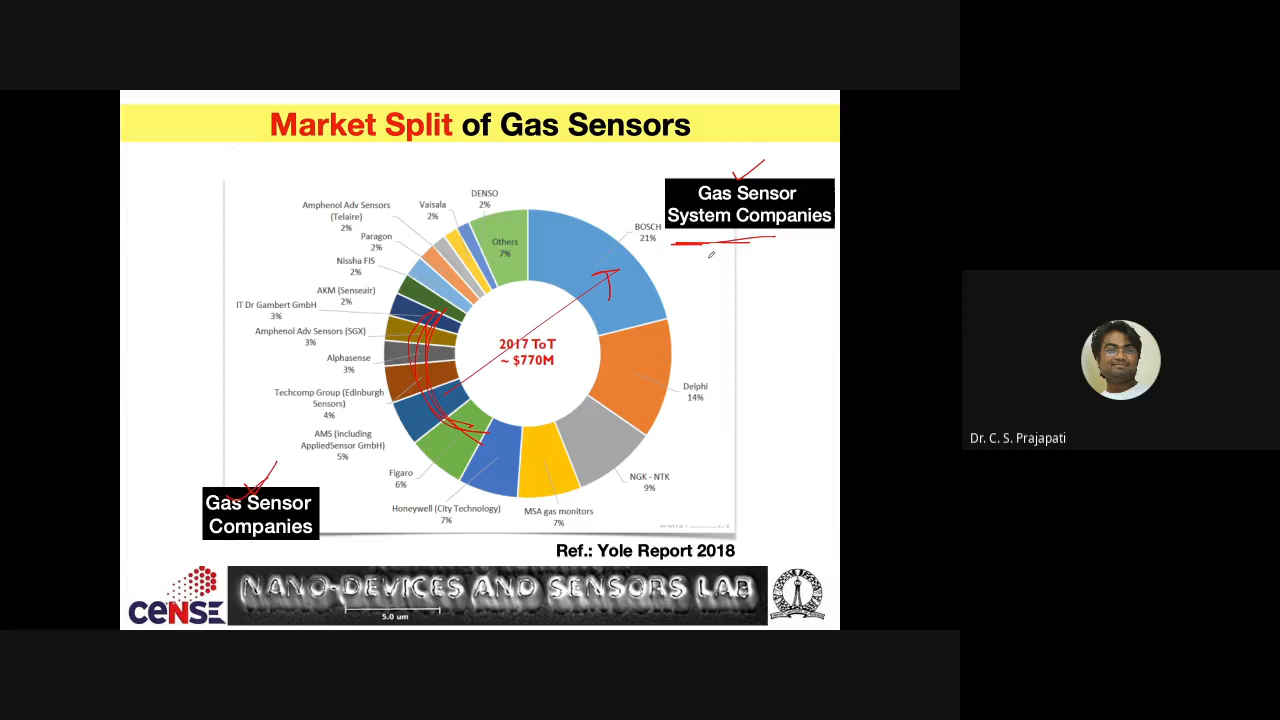 Market Split of Gas Sensors
Gas Sensor
System Companies
DENSO
2%
Vaisala
2%
Amphenol Adv Sensors
(Telaire)
2%
Paragon
2%
Nissha FIS
2%
AKM (Senseair)
2%
IT Dr Gambert GmbH
3%
Amphenol Adv Sensors (SGX)
3%
Alphasense
3%
Techcomp Group (Edinburgh
Sensors)
4%
AMS (including
AppliedSensor GmbH)
5%
Figaro
6%
Honeywell (City Technology)
7%
MSA gas monitors
7%
NGK - NTK
9%
Delphi
14%
BOSCH
21%
Others
7%
2017 ToT
~ $770M
Gas Sensor
Companies
Ref.: Yole Report 2018
CeNSE
NANO-DEVICES AND SENSORS LAB
5.0 um
Dr. C. S. Prajapati